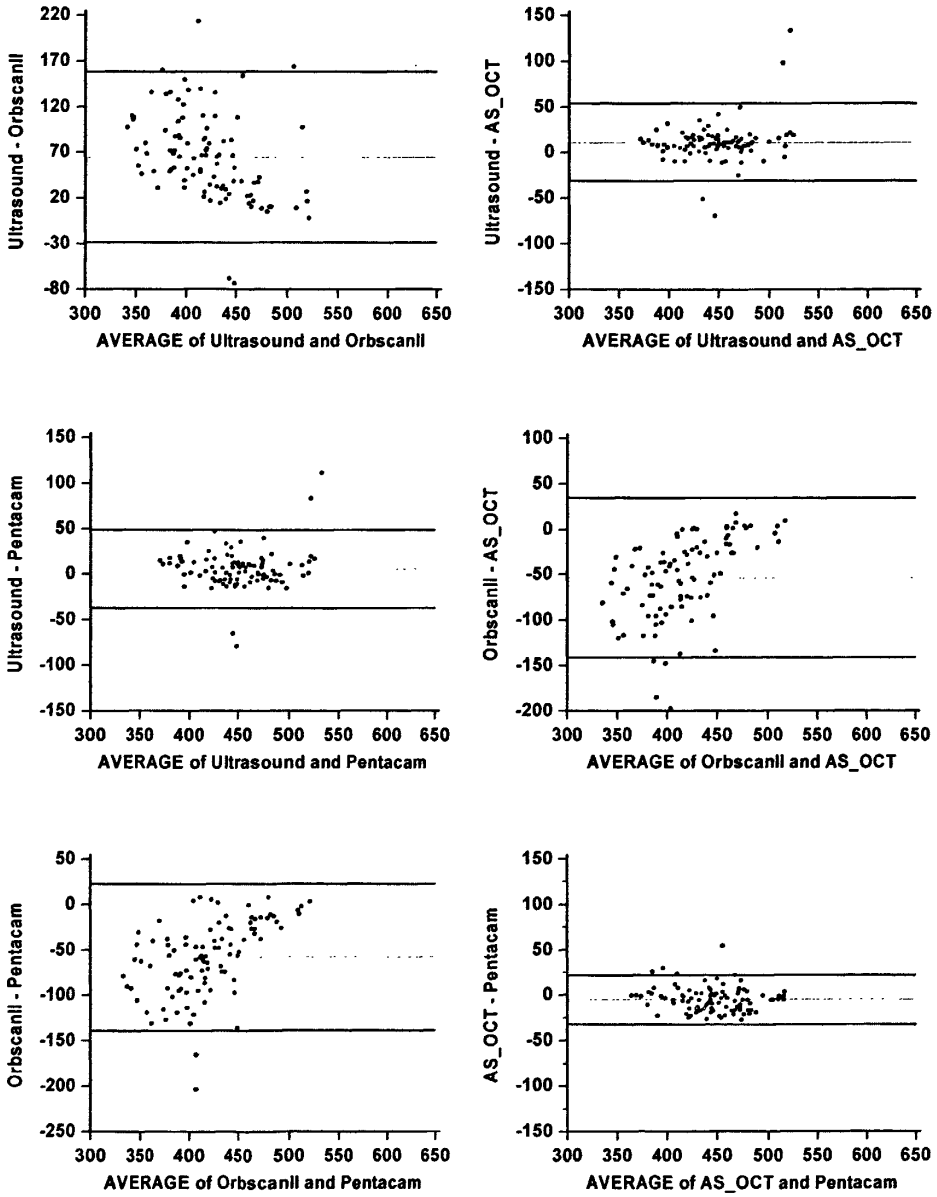 220
170
120
70
20
-30
-80
Ultrasound - OrbscanII
300 350 400 450 500 550 600 650
AVERAGE of Ultrasound and OrbscanII
150
100
50
0
-50
-100
-150
Ultrasound - AS_OCT
300 350 400 450 500 550 600 650
AVERAGE of Ultrasound and AS_OCT
150
100
50
0
-50
-100
-150
Ultrasound - Pentacam
300 350 400 450 500 550 600 650
AVERAGE of Ultrasound and Pentacam
100
50
0
-50
-100
-150
-200
OrbscanII - AS_OCT
300 350 400 450 500 550 600 650
AVERAGE of OrbscanII and AS_OCT
50
0
-50
-100
-150
-200
-250
OrbscanII - Pentacam
300 350 400 450 500 550 600 650
AVERAGE of OrbscanII and Pentacam
150
100
50
0
-50
-100
-150
AS_OCT - Pentacam
300 350 400 450 500 550 600 650
AVERAGE of AS_OCT and Pentacam